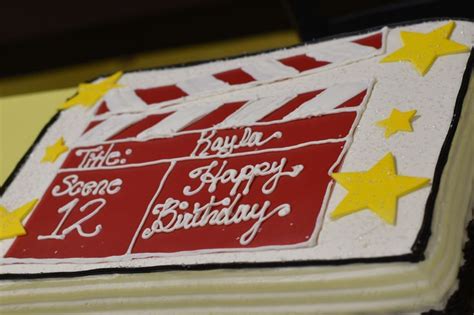 Title: Kayla
Scene
12
Happy
Birthday